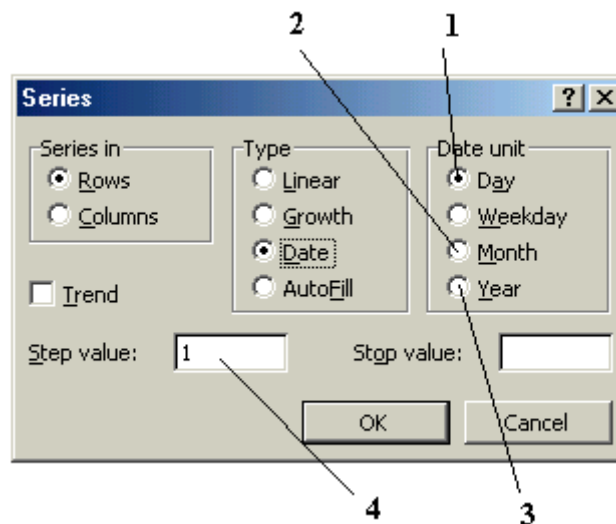 2 1
Series
Series in
Rows
Columns
Trend
Type
Linear
Growth
Date
AutoFill
Date unit
Day
Weekday
Month
Year
Step value: 1 Stop value:
OK Cancel
4 3